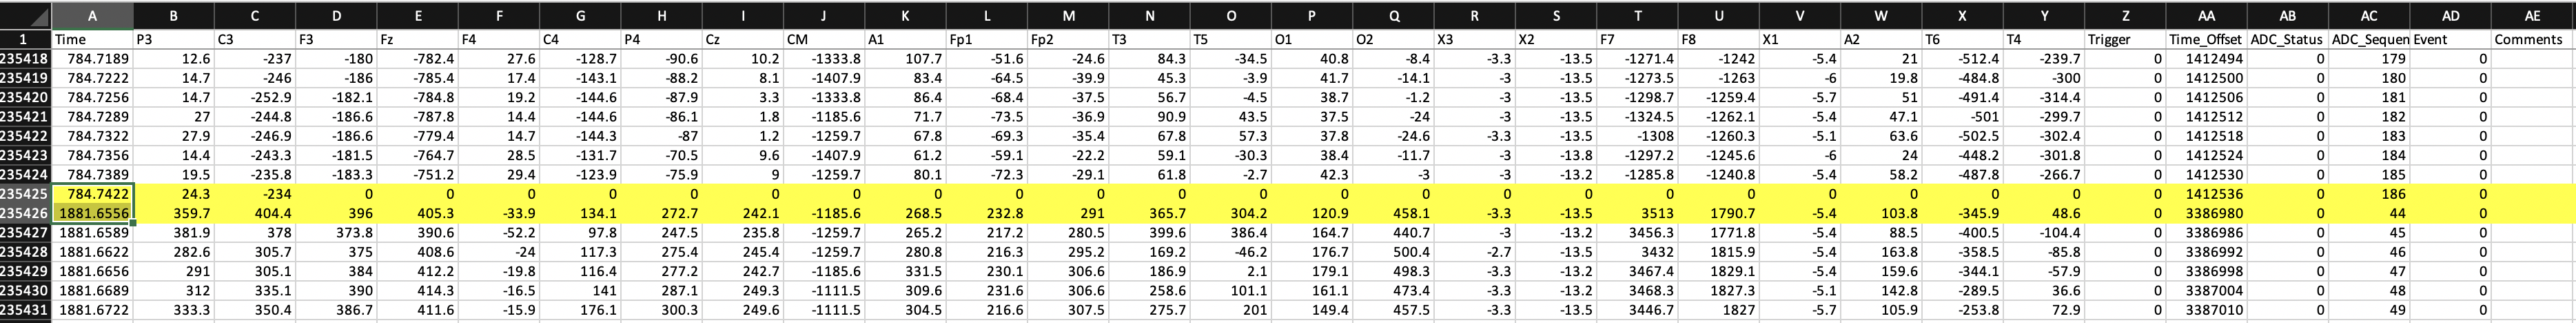 A B C D E F G H I J K L M N O P Q R S T U V W X Y Z AA AB AC AD AE
1 Time P3 C3 F3 Fz F4 C4 P4 Cz CM A1 Fp1 Fp2 T3 T5 O1 O2 X3 X2 F7 F8 X1 A2 T6 T4 Trigger Time_Offset ADC_Status ADC_Sequen Event Comments
235418 784.7189 12.6 -237 -180 -782.4 27.6 -128.7 -90.6 10.2 -1333.8 107.7 -51.6 -24.6 84.3 -34.5 40.8 -8.4 -3.3 -13.5 -1271.4 -1242 -5.4 21 -512.4 -239.7 0 1412494 0 179 0
235419 784.7222 14.7 -246 -186 -785.4 17.4 -143.1 -88.2 8.1 -1407.9 83.4 -64.5 -39.9 45.3 -3.9 41.7 -14.1 -3 -13.5 -1273.5 -1263 -6 19.8 -484.8 -300 0 1412500 0 180 0
235420 784.7256 14.7 -252.9 -182.1 -784.8 19.2 -144.6 -87.9 3.3 -1333.8 86.4 -68.4 -37.5 56.7 -4.5 38.7 -1.2 -3 -13.5 -1298.7 -1259.4 -5.7 51 -491.4 -314.4 0 1412506 0 181 0
235421 784.7289 27 -244.8 -186.6 -787.8 14.4 -144.6 -86.1 1.8 -1185.6 71.7 -73.5 -36.9 90.9 43.5 37.5 -24 -3 -13.5 -1324.5 -1262.1 -5.4 47.1 -501 -299.7 0 1412512 0 182 0
235422 784.7322 27.9 -246.9 -186.6 -779.4 14.7 -144.3 -87 1.2 -1259.7 67.8 -69.3 -35.4 67.8 57.3 37.8 -24.6 -3.3 -13.5 -1308 -1260.3 -5.1 63.6 -502.5 -302.4 0 1412518 0 183 0
235423 784.7356 14.4 -243.3 -181.5 -764.7 28.5 -131.7 -70.5 9.6 -1407.9 61.2 -59.1 -22.2 59.1 -30.3 38.4 -11.7 -3 -13.8 -1297.2 -1245.6 -6 24 -448.2 -301.8 0 1412524 0 184 0
235424 784.7389 19.5 -235.8 -183.3 -751.2 29.4 -123.9 -75.9 9 -1259.7 80.1 -72.3 -29.1 61.8 -2.7 42.3 -3 -3 -13.2 -1285.8 -1240.8 -5.4 58.2 -487.8 -266.7 0 1412530 0 185 0
235425 784.7422 24.3 -234 0 0 0 0 0 0 0 0 0 0 0 0 0 0 0 0 0 0 0 0 0 0 0 1412536 0 186 0
235426 1881.6556 359.7 404.4 396 405.3 -33.9 134.1 272.7 242.1 -1185.6 268.5 232.8 291 365.7 304.2 120.9 458.1 -3.3 -13.5 3513 1790.7 -5.4 103.8 -345.9 48.6 0 3386980 0 44 0
235427 1881.6589 381.9 378 373.8 390.6 -52.2 97.8 247.5 235.8 -1259.7 265.2 217.2 280.5 399.6 386.4 164.7 440.7 -3 -13.2 3456.3 1771.8 -5.4 88.5 -400.5 -104.4 0 3386986 0 45 0
235428 1881.6622 282.6 305.7 375 408.6 -24 117.3 275.4 245.4 -1259.7 280.8 216.3 295.2 169.2 -46.2 176.7 500.4 -2.7 -13.5 3432 1815.9 -5.4 163.8 -358.5 -85.8 0 3386992 0 46 0
235429 1881.6656 291 305.1 384 412.2 -19.8 116.4 277.2 242.7 -1185.6 331.5 230.1 306.6 186.9 2.1 179.1 498.3 -3.3 -13.2 3467.4 1829.1 -5.4 159.6 -344.1 -57.9 0 3386998 0 47 0
235430 1881.6689 312 335.1 390 414.3 -16.5 141 287.1 249.3 -1111.5 309.6 231.6 306.6 258.6 101.1 161.1 473.4 -3.3 -13.2 3468.3 1827.3 -5.1 142.8 -289.5 36.6 0 3387004 0 48 0
235431 1881.6722 333.3 350.4 386.7 411.6 -15.9 176.1 300.3 249.6 -1111.5 304.5 216.6 307.5 275.7 201 149.4 457.5 -3.3 -13.5 3446.7 1827 -5.7 105.9 -253.8 72.9 0 3387010 0 49 0